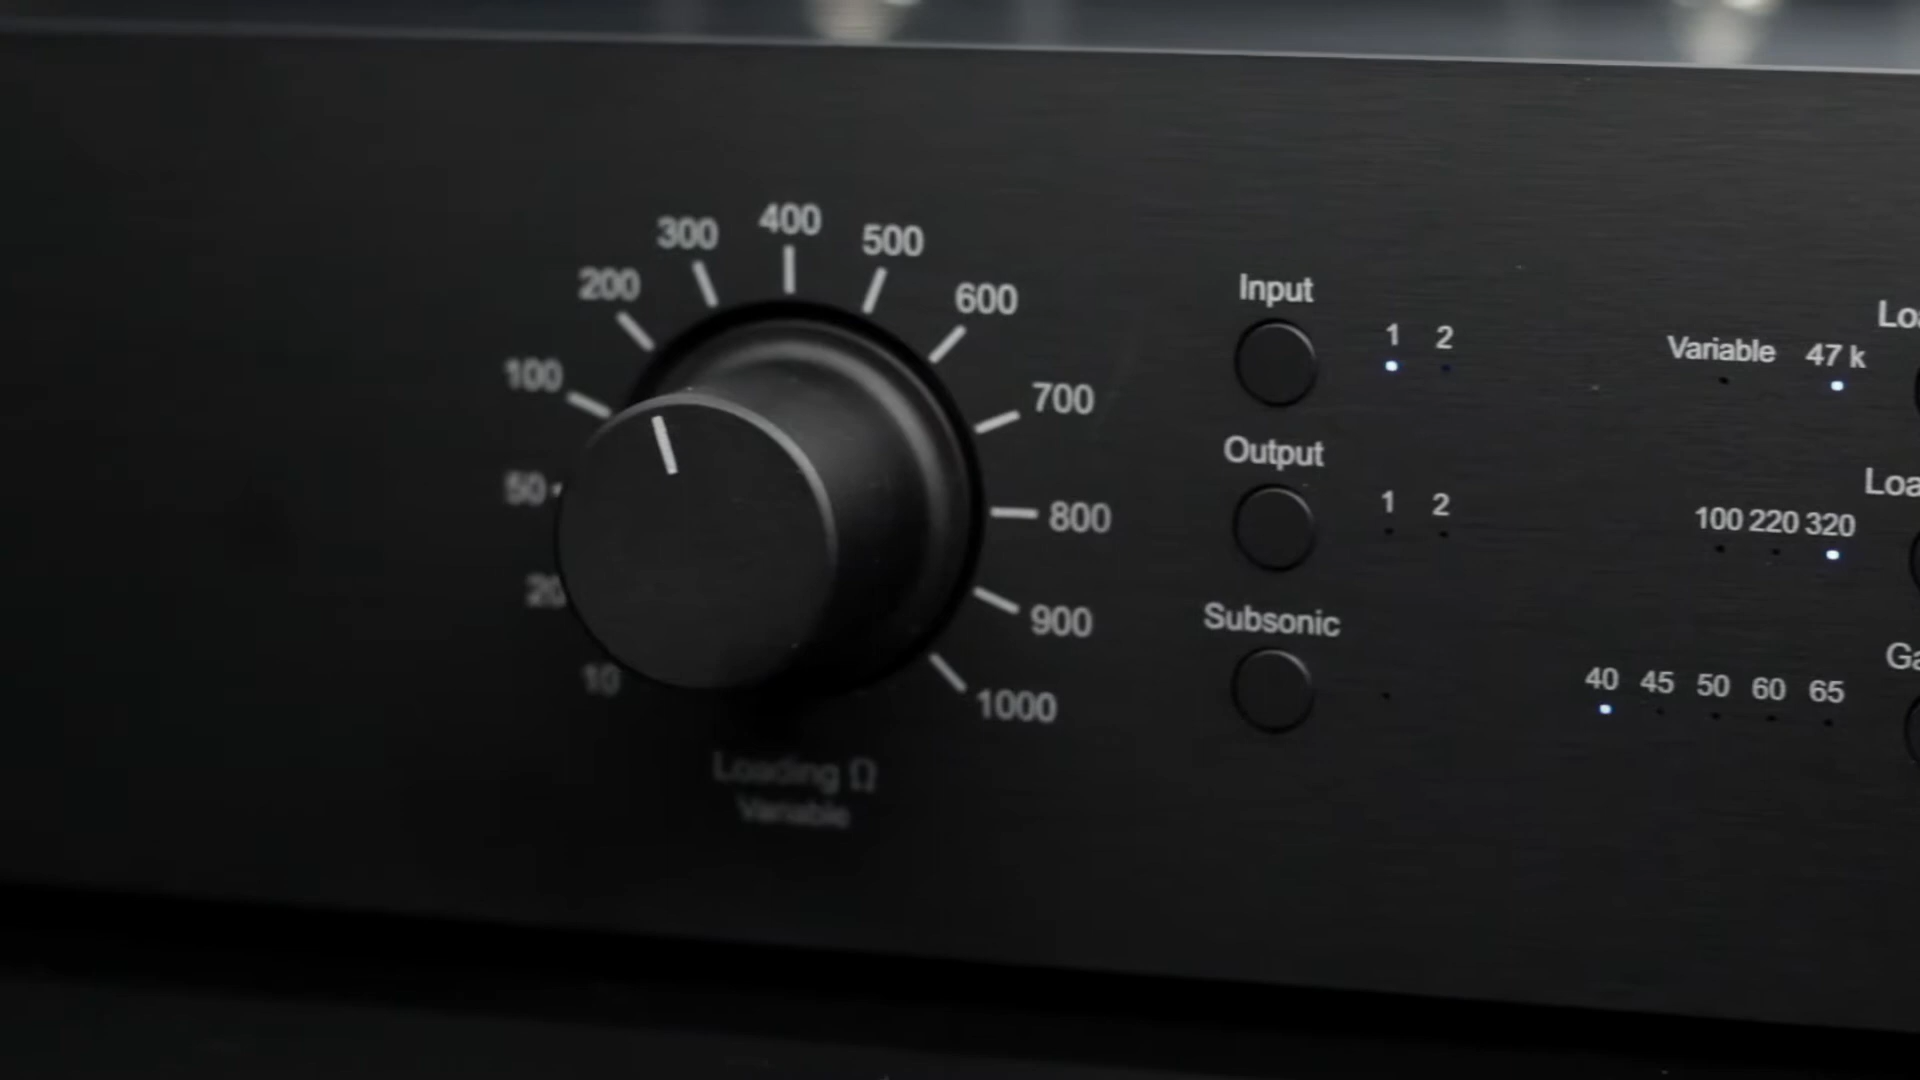 10
20
50
100
200
300
400
500
600
700
800
900
1000
Loading Ω
Variable
Input
1 2
Output
1 2
Subsonic
Variable 47 k
100 220 320
40 45 50 60 65